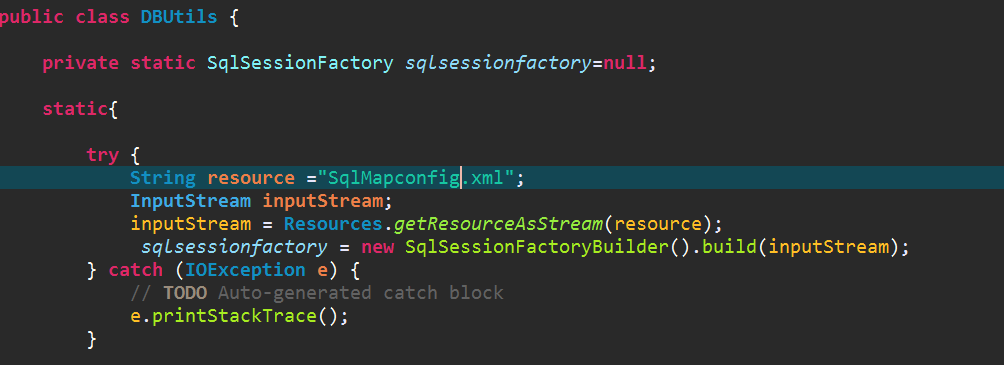 public class DBUtils {
private static SqlSessionFactory sqlsessionfactory=null;
static{
try {
String resource ="SqlMapconfig.xml";
InputStream inputStream;
inputStream = Resources.getResourceAsStream(resource);
sqlsessionfactory = new SqlSessionFactoryBuilder().build(inputStream);
} catch (IOException e) {
// TODO Auto-generated catch block
e.printStackTrace();
}